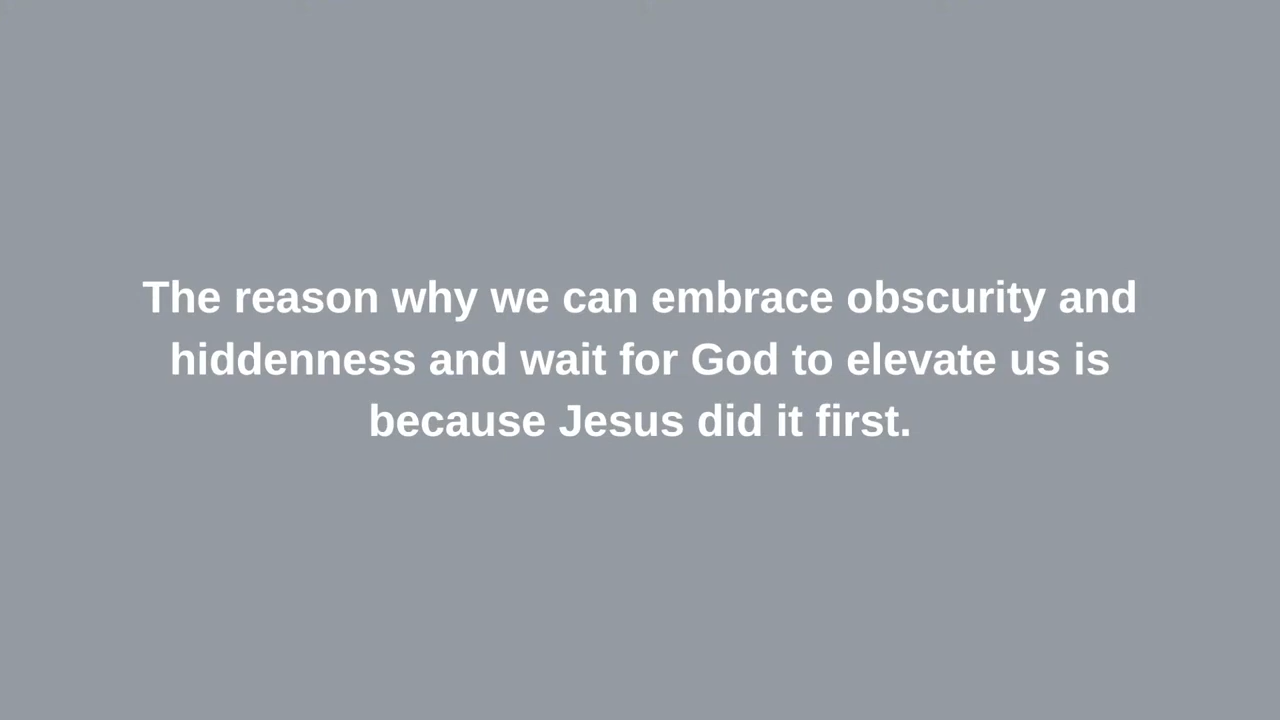 The reason why we can embrace obscurity and
hiddenness and wait for God to elevate us is
because Jesus did it first.